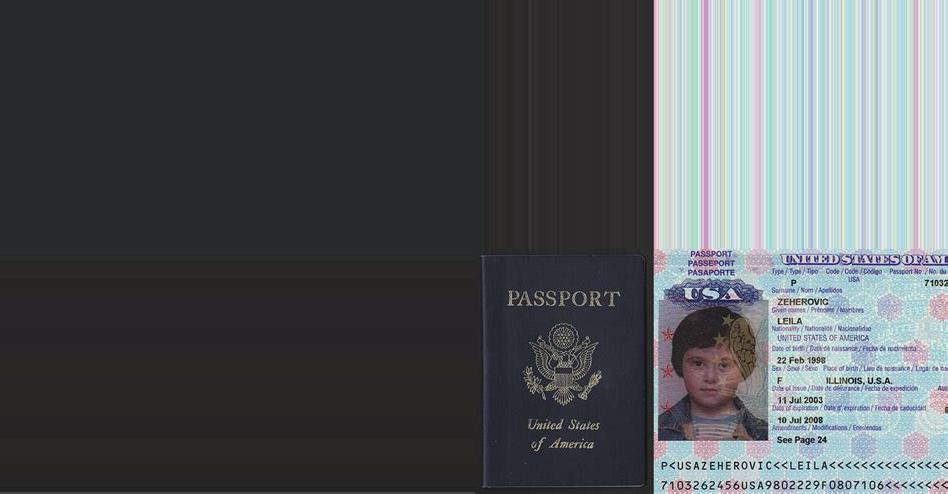 PASSPORT
United States
of America
PASSPORT
PASSEPORT
PASAPORTE
USA
UNITED STATES OF AM
Type / Type / Tipo Code / Code / Código Passport No / No. du
P USA 71032
Surname / Nom / Apellidos
ZEHEROVIC
Given names / Prénoms / Nombres
LEILA
Nationality / Nationalité / Nacionalidad
UNITED STATES OF AMERICA
Date of birth / Date de naissance / Fecha de nacimiento
22 Feb 1998
Sex / Sexe / Sexo Place of birth / Lieu de naissance / Lugar de nac
F ILLINOIS, U.S.A.
Date of issue / Date de délivrance / Fecha de expedición Aut
11 Jul 2003
Date of expiration / Date d' expiration / Fecha de caducidad
10 Jul 2008
Amendments / Modifications / Enmiendas
See Page 24
P<USAZEHEROVIC<<LEILA<<<<<<<<<<<<<<<<
7103262456USA9802229F0807106<<<<<<<<<